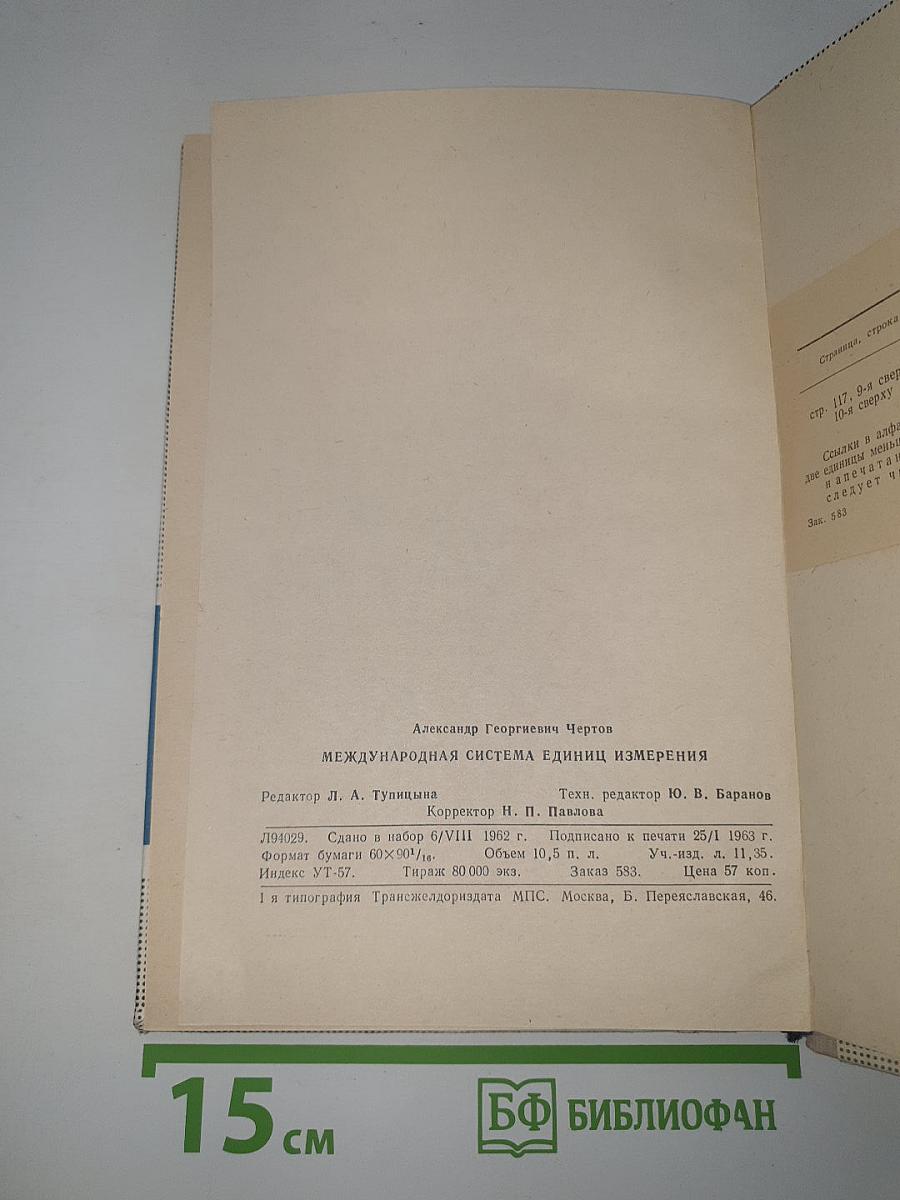 Александр Георгиевич Чертов
МЕЖДУНАРОДНАЯ СИСТЕМА ЕДИНИЦ ИЗМЕРЕНИЯ
Редактор Л. А. Тупицына Техн. редактор Ю. В. Баранов
Корректор Н. П. Павлова
Л94029. Сдано в набор 6/VIII 1962 г. Подписано к печати 25/I 1963 г.
Формат бумаги 60×90¹/₁₆. Объем 10,5 п. л. Уч.-изд. л. 11,35.
Индекс УТ-57. Тираж 80 000 экз. Заказ 583. Цена 57 коп.
1 я типография Трансжелдориздата МПС. Москва, Б. Переяславская, 46.
Страница, строка
стр. 117, 9-я свер
10-я сверху
Ссылки в алфа
две единицы меньш
напечатан
следует чи
Зак. 583
15 см
БФ БИБЛИОФАН